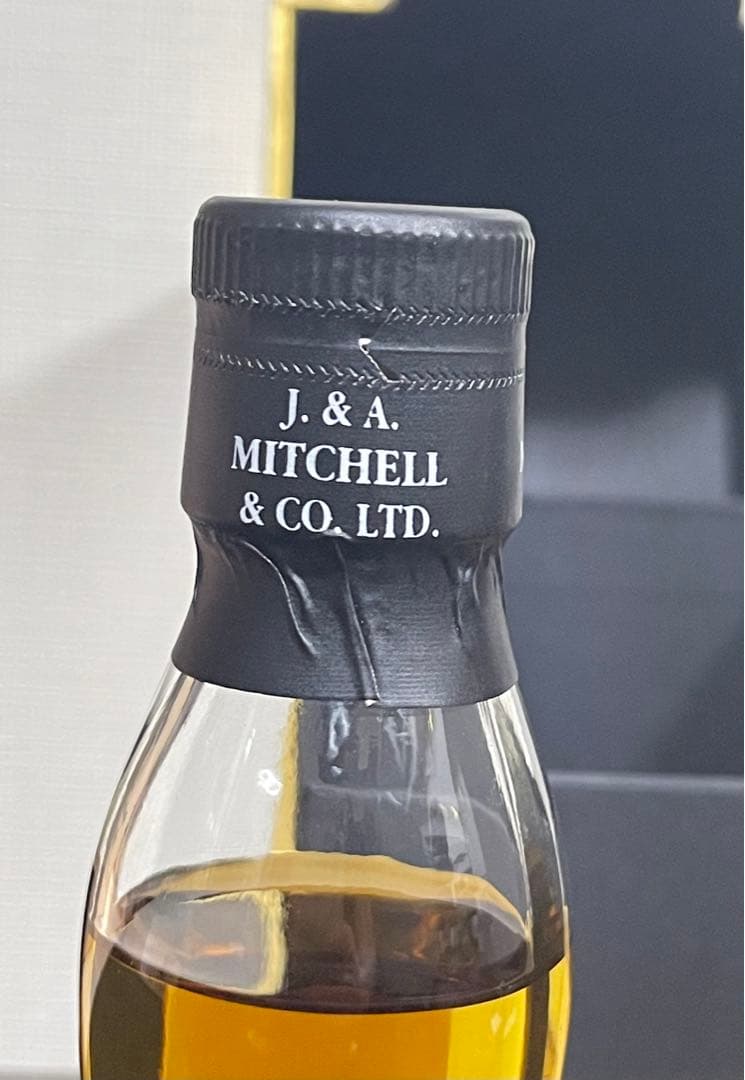 J. & A.
MITCHELL
& CO. LTD.